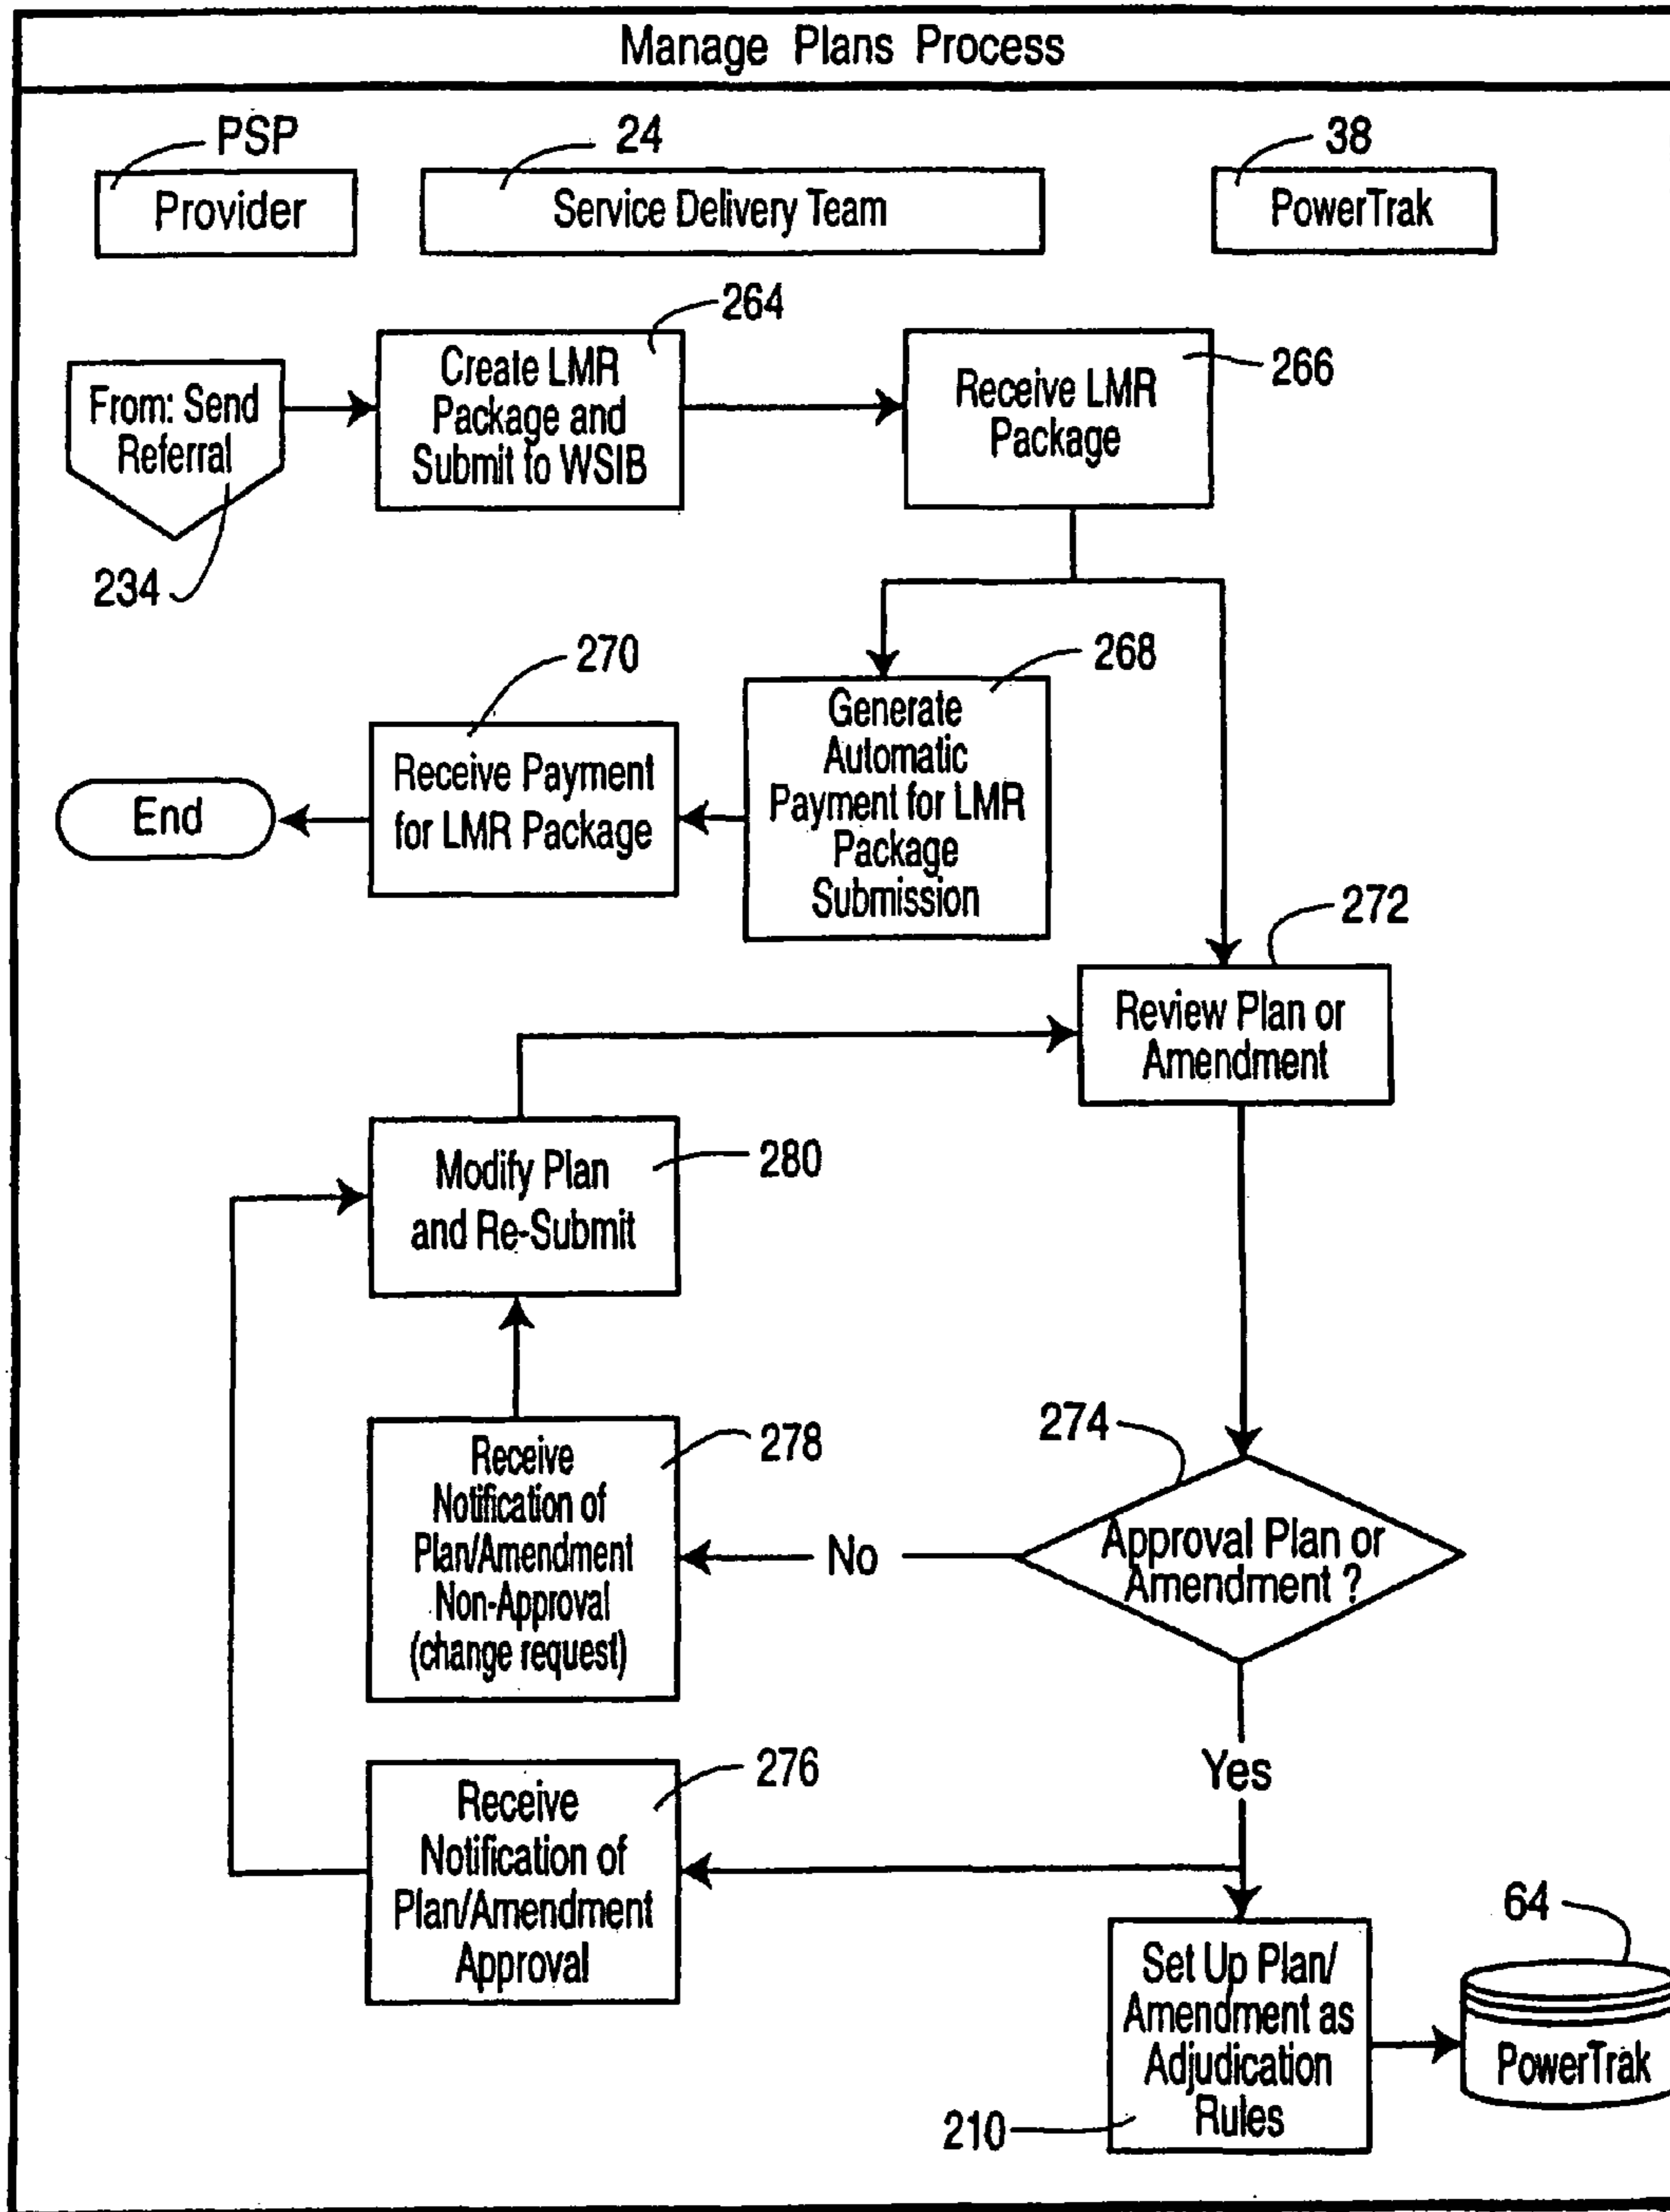 Manage Plans Process
PSP
24
38
Provider
Service Delivery Team
PowerTrak
264
From: Send
Referral
234
Create LMR
Package and
Submit to WSIB
Receive LMR
Package
266
270
268
End
Receive Payment
for LMR Package
Generate
Automatic
Payment for LMR
Package
Submission
272
Review Plan or
Amendment
Modify Plan
and Re-Submit
280
274
278
Receive
Notification of
Plan/Amendment
Non-Approval
(change request)
No
Approval Plan or
Amendment ?
Yes
276
Receive
Notification of
Plan/Amendment
Approval
64
Set Up Plan/
Amendment as
Adjudication
Rules
PowerTrak
210